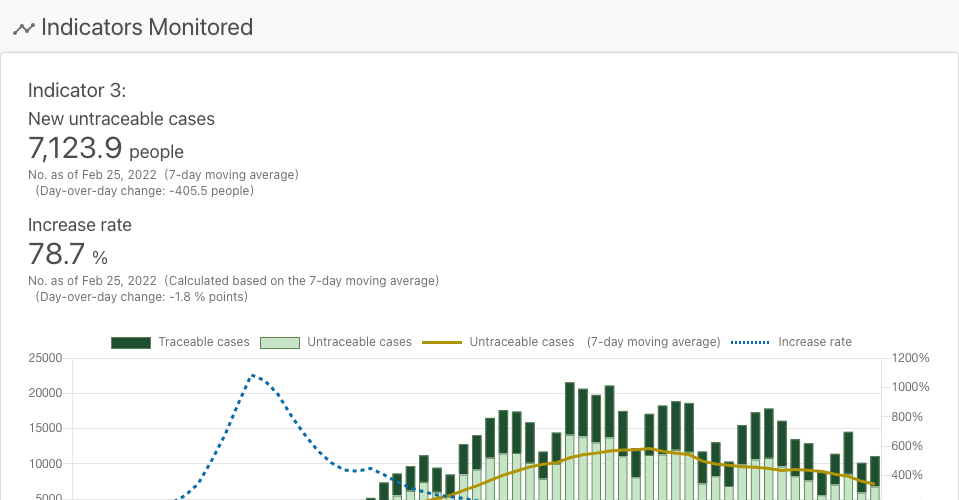 Indicators Monitored
Indicator 3:
New untraceable cases
7,123.9 people
No. as of Feb 25, 2022 (7-day moving average)
(Day-over-day change: -405.5 people)
Increase rate
78.7 %
No. as of Feb 25, 2022 (Calculated based on the 7-day moving average)
(Day-over-day change: -1.8 % points)
Traceable cases Untraceable cases Untraceable cases (7-day moving average) Increase rate
25000 1200%
20000 1000%
15000 800%
10000 600%
5000 400%